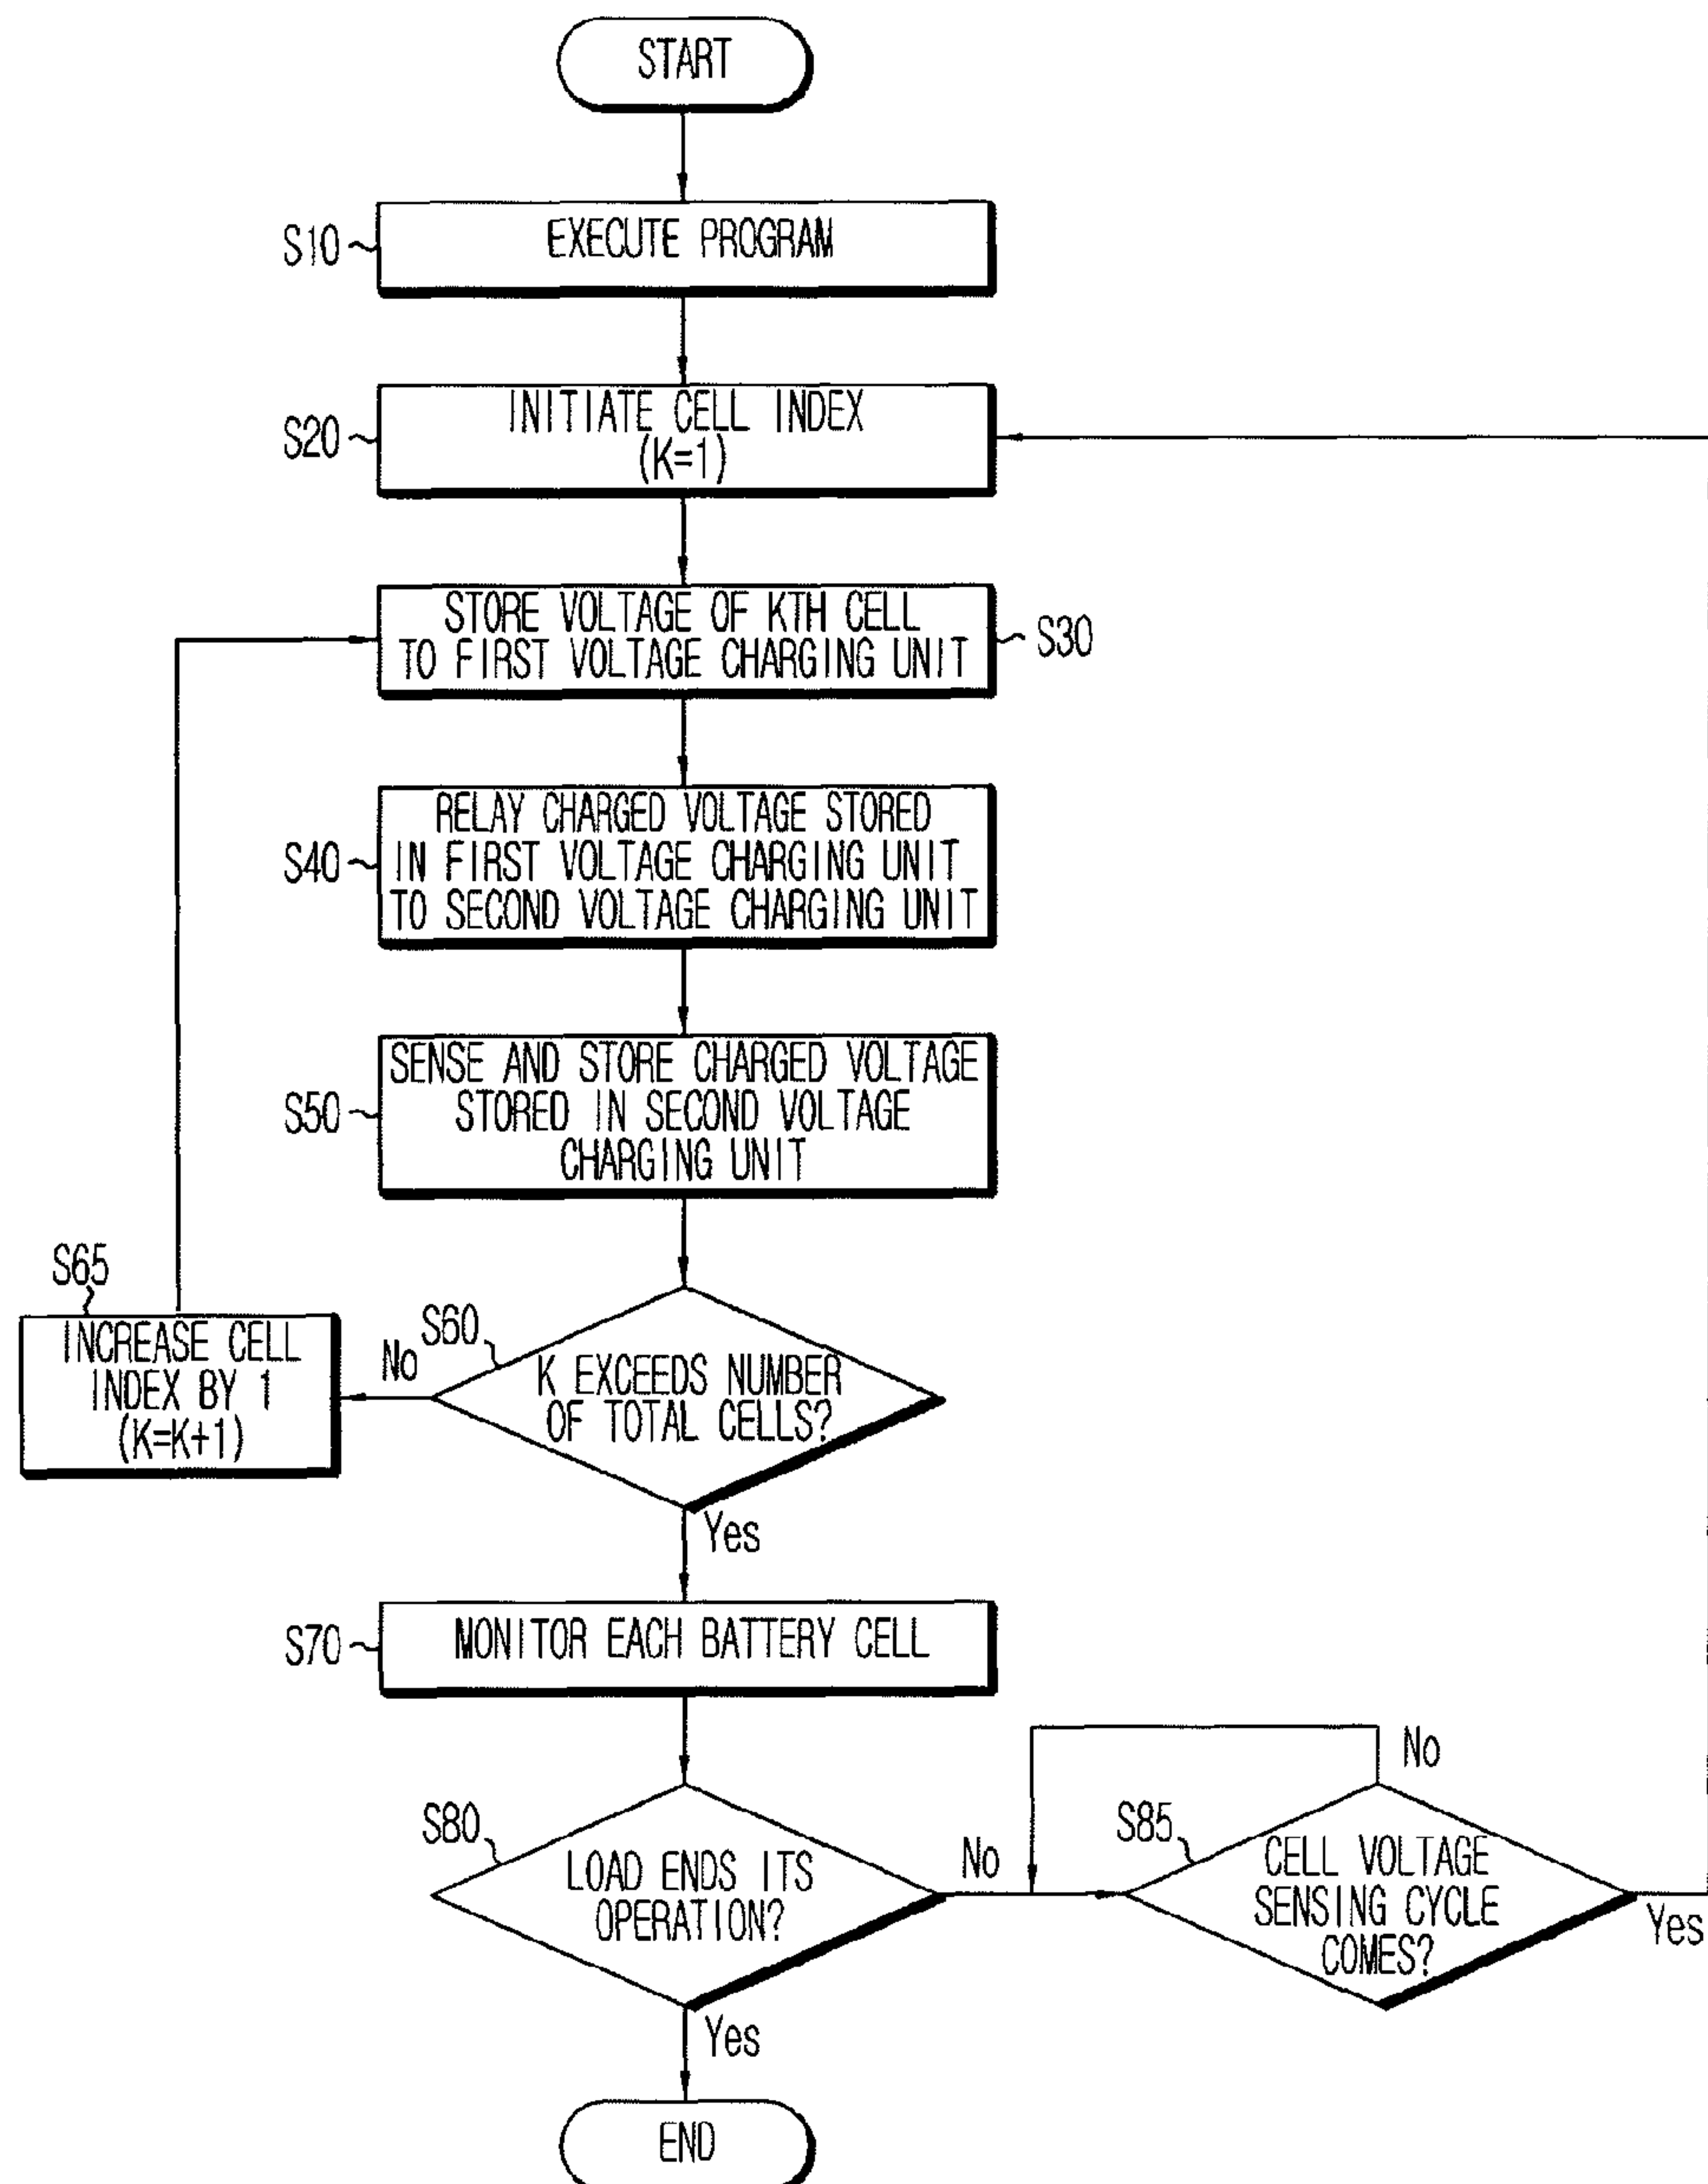 START
S10
EXECUTE PROGRAM
S20
INITIATE CELL INDEX
(K=1)
STORE VOLTAGE OF KTH CELL
TO FIRST VOLTAGE CHARGING UNIT
S30
S40
RELAY CHARGED VOLTAGE STORED
IN FIRST VOLTAGE CHARGING UNIT
TO SECOND VOLTAGE CHARGING UNIT
S50
SENSE AND STORE CHARGED VOLTAGE
STORED IN SECOND VOLTAGE
CHARGING UNIT
S65
INCREASE CELL
INDEX BY 1
(K=K+1)
No
S60
K EXCEEDS NUMBER
OF TOTAL CELLS?
Yes
S70
MONITOR EACH BATTERY CELL
S80
LOAD ENDS ITS
OPERATION?
No
No
S85
CELL VOLTAGE
SENSING CYCLE
COMES?
Yes
Yes
END